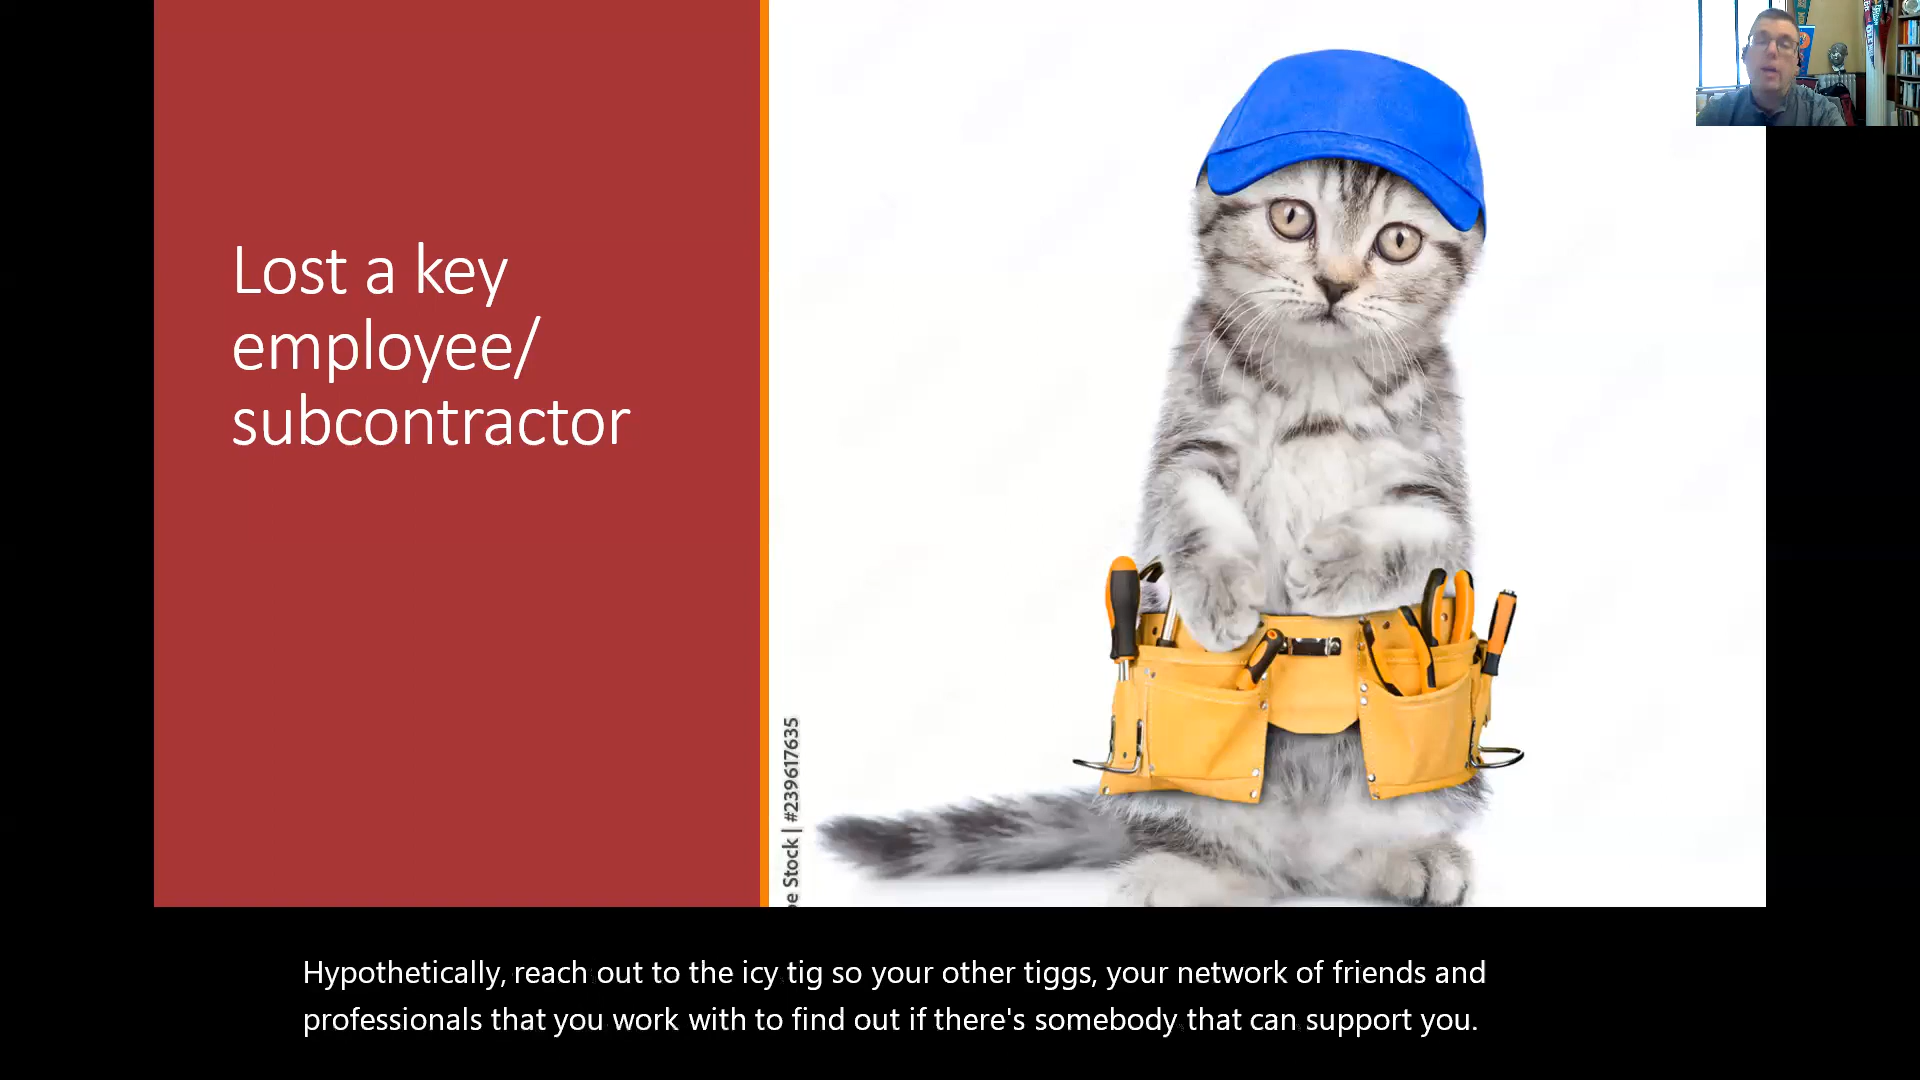 Lost a key
employee/
subcontractor
e Stock | #239617635
Hypothetically, reach out to the icy tig so your other tiggs, your network of friends and
professionals that you work with to find out if there's somebody that can support you.